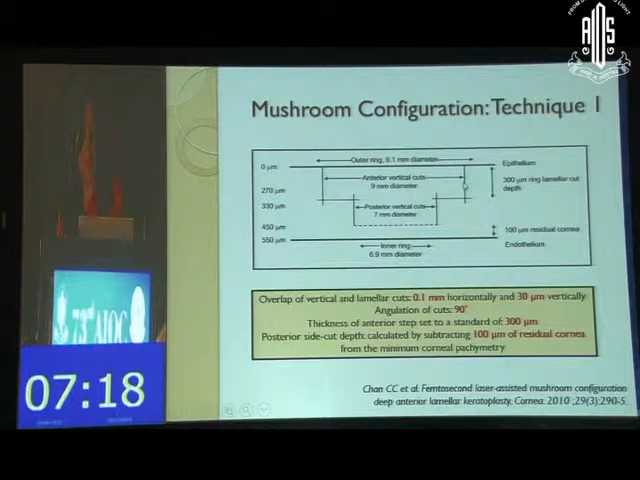 AIOS
Mushroom Configuration: Technique 1
Outer ring, 9.1 mm diameter
0 μm
Epithelium
Anterior vertical cuts
9 mm diameter
300 μm ring lamellar cut
depth
270 μm
330 μm
Posterior vertical cuts
7 mm diameter
450 μm
100 μm residual cornea
550 μm
Endothelium
Inner ring
6.9 mm diameter
Overlap of vertical and lamellar cuts: 0.1 mm horizontally and 30 μm vertically
Angulation of cuts: 90°
Thickness of anterior step set to a standard of: 300 μm
Posterior side-cut depth: calculated by subtracting 100 μm of residual cornea
from the minimum corneal pachymetry
Chan CC et al: Femtosecond laser-assisted mushroom configuration
deep anterior lamellar keratoplasty, Cornea: 2010 ;29(3):290-5.
73rd AIOC
07:18